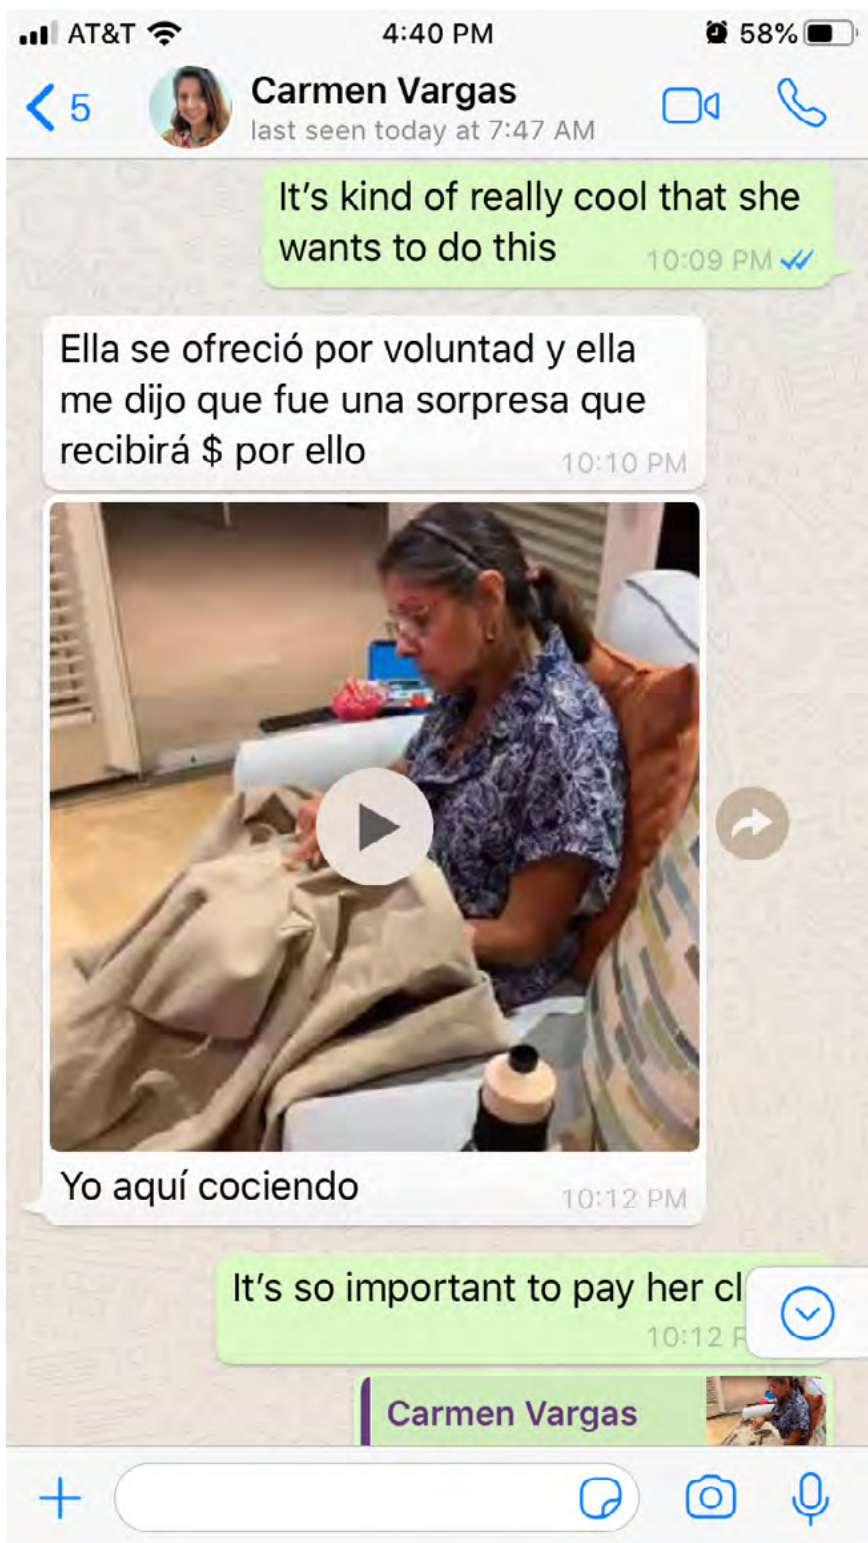 AT&T 4:40 PM 58%
5 Carmen Vargas
last seen today at 7:47 AM
It's kind of really cool that she
wants to do this 10:09 PM
Ella se ofreció por voluntad y ella
me dijo que fue una sorpresa que
recibirá $ por ello 10:10 PM
Yo aquí cociendo 10:12 PM
It's so important to pay her
10:12
Carmen Vargas